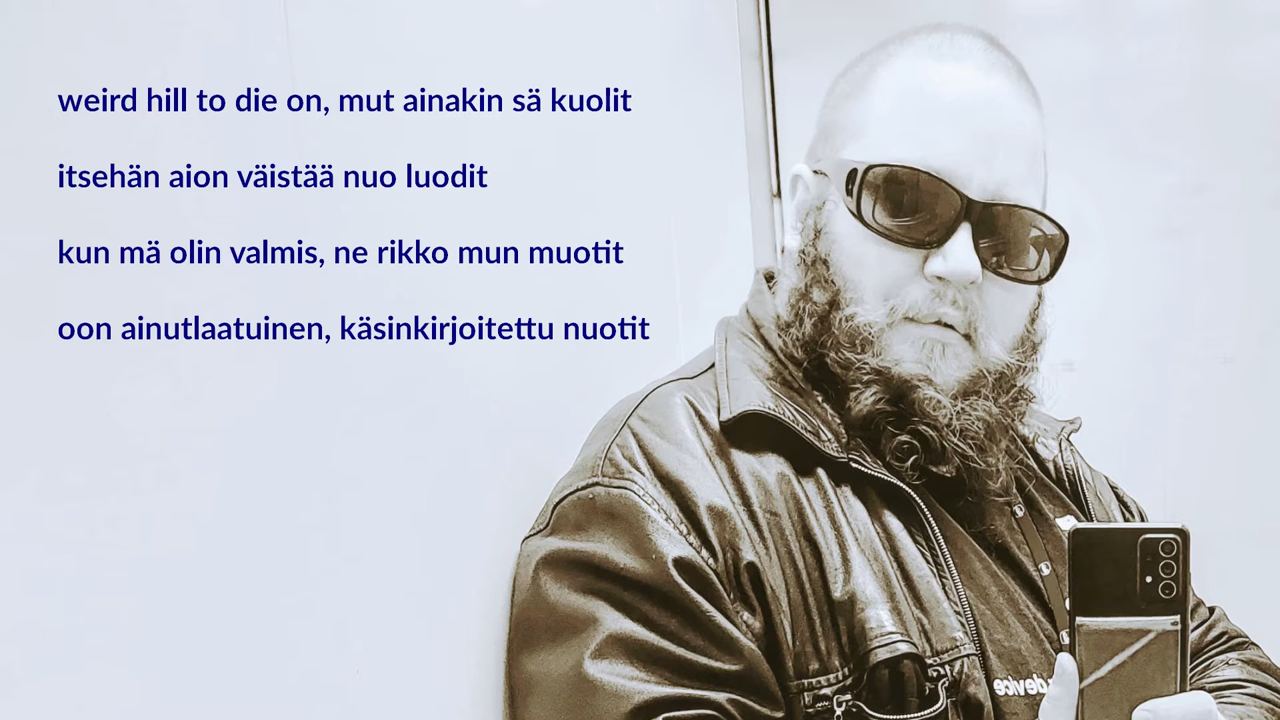 weird hill to die on, mut ainakin sä kuolit
itsehän aion väistää nuo luodit
kun mä olin valmis, ne rikko mun muotit
oon ainutlaatuinen, käsinkirjoitettu nuotit
device